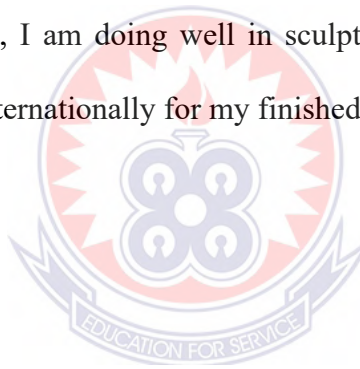 , I am doing well in sculpt
ternationally for my finished
EDUCATION FOR SERVICE